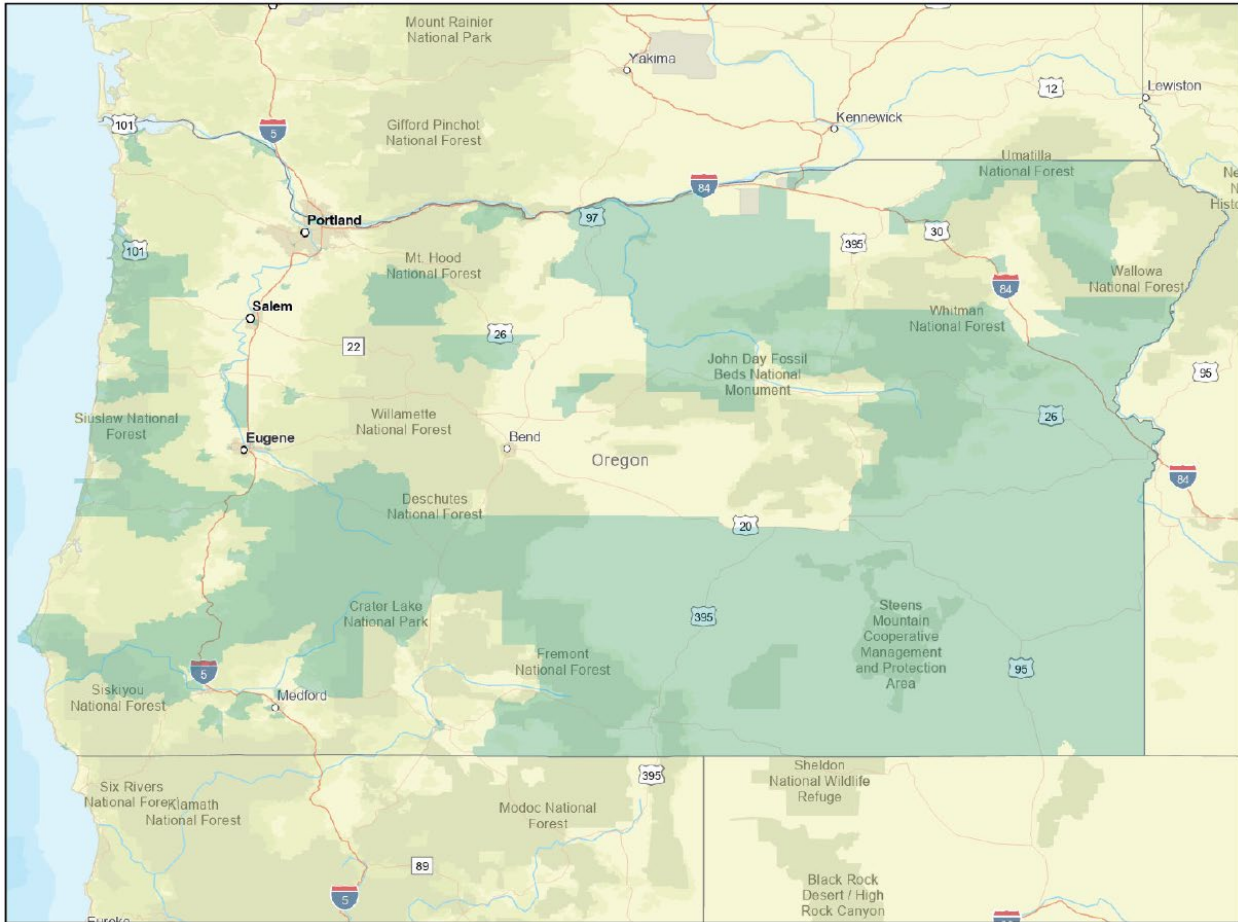 Mount Rainier
National Park
Yakima
12
Lewiston
101
5
Gifford Pinchot
National Forest
Kennewick
Umatilla
National Forest
84
Portland
97
101
30
395
Mt. Hood
National Forest
Wallowa
National Forest
84
Salem
Whitman
National Forest
26
22
John Day Fossil
Beds National
Monument
95
Siuslaw National
Forest
Willamette
National Forest
26
Eugene
Bend
Oregon
84
Deschutes
National Forest
20
Crater Lake
National Park
395
Steens
Mountain
Cooperative
Management
and Protection
Area
Fremont
National Forest
95
5
Siskiyou
National Forest
Medford
Six Rivers
National Forest
Klamath
National Forest
395
Sheldon
National Wildlife
Refuge
Modoc National
Forest
89
5
Black Rock
Desert / High
Rock Canyon